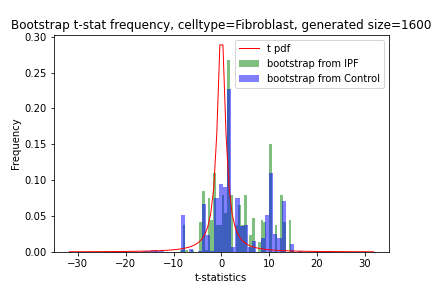 Bootstrap t-stat frequency, celltype=Fibroblast, generated size=1600
t pdf
bootstrap from IPF
bootstrap from Control
Frequency
0.30
0.25
0.20
0.15
0.10
0.05
0.00
−30 −20 −10 0 10 20 30
t-statistics